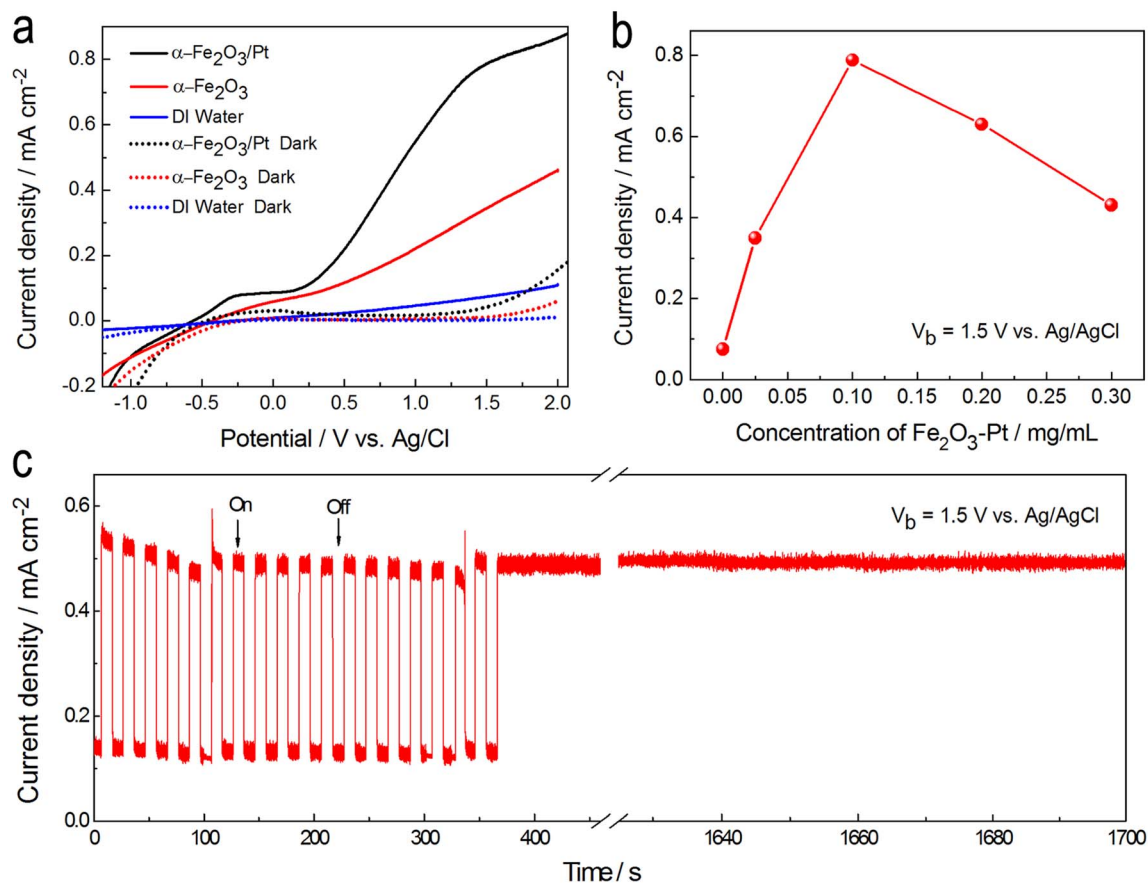 a
α–Fe₂O₃/Pt
α–Fe₂O₃
DI Water
α–Fe₂O₃/Pt Dark
α–Fe₂O₃ Dark
DI Water Dark
0.8
0.6
0.4
0.2
0.0
-0.2
Current density / mA cm⁻²
-1.0 -0.5 0.0 0.5 1.0 1.5 2.0
Potential / V vs. Ag/Cl
b
0.8
0.6
0.4
0.2
0.0
Current density / mA cm⁻²
V_b = 1.5 V vs. Ag/AgCl
0.00 0.05 0.10 0.15 0.20 0.25 0.30
Concentration of Fe₂O₃-Pt / mg/mL
c
0.6
0.4
0.2
0.0
Current density / mA cm⁻²
On Off
V_b = 1.5 V vs. Ag/AgCl
0 100 200 300 400 1640 1660 1680 1700
Time / s